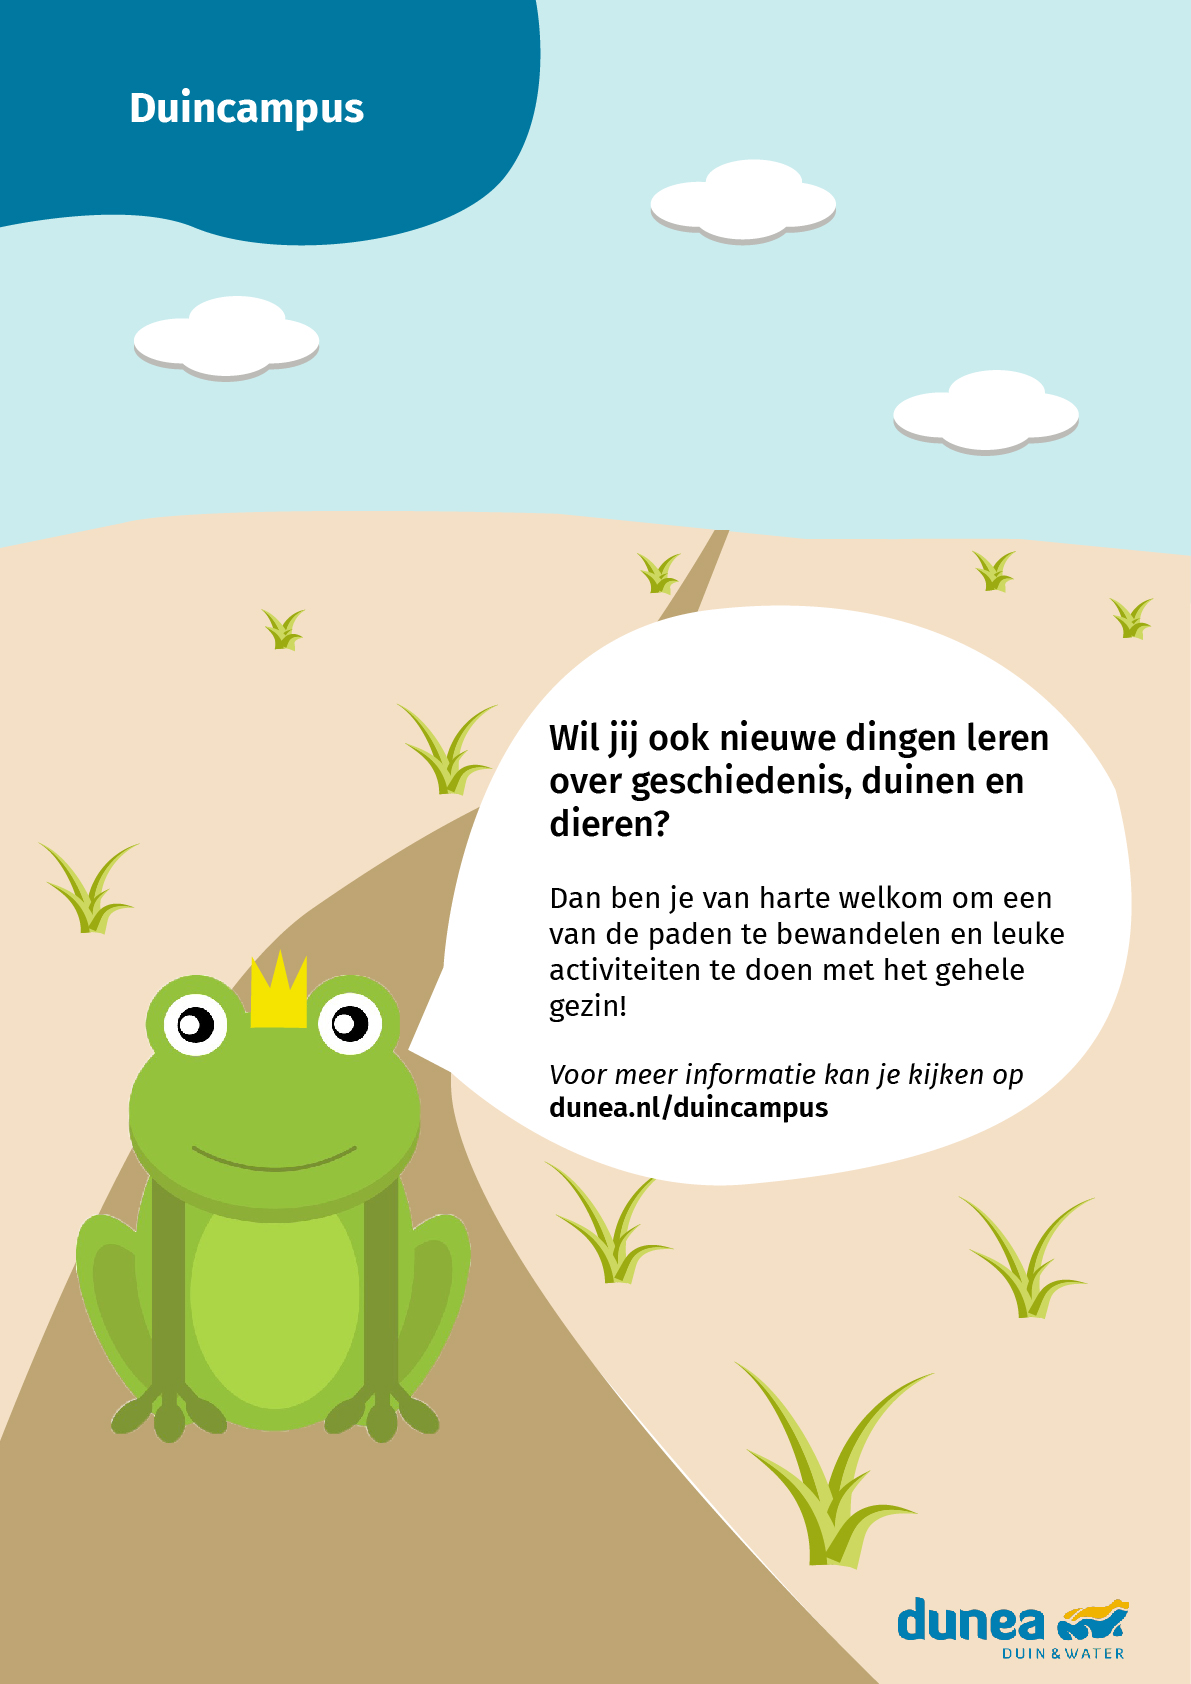 Duincampus
Wil jij ook nieuwe dingen leren
over geschiedenis, duinen en
dieren?
Dan ben je van harte welkom om een
van de paden te bewandelen en leuke
activiteiten te doen met het gehele
gezin!
Voor meer informatie kan je kijken op
dunea.nl/duincampus
dunea
DUIN & WATER